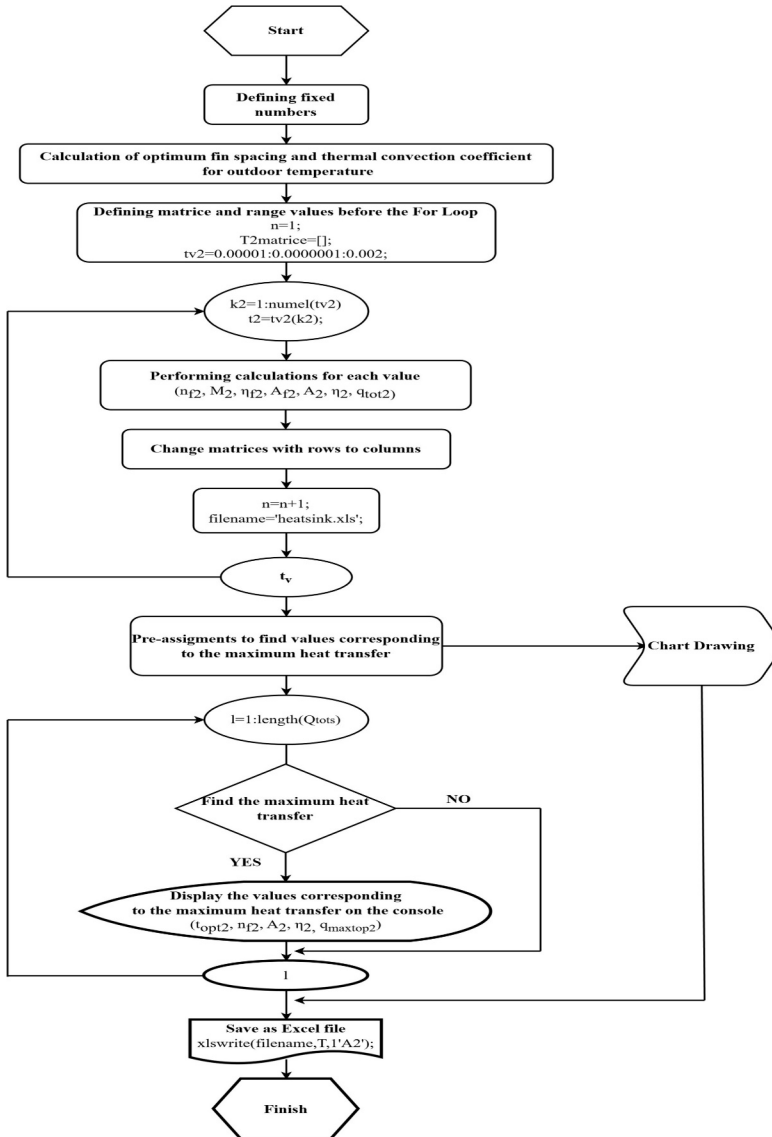 Start
Defining fixed
numbers
Calculation of optimum fin spacing and thermal convection coefficient
for outdoor temperature
Defining matrice and range values before the For Loop
n=1;
T2matrice=[];
tv2=0.00001:0.0000001:0.002;
k2=1:numel(tv2)
t2=tv2(k2);
Performing calculations for each value
(nf2, M2, ηf2, Af2, A2, η2, qtot2)
Change matrices with rows to columns
n=n+1;
filename='heatsink.xls';
tv
Pre-assigments to find values corresponding
to the maximum heat transfer
Chart Drawing
l=1:length(Qtots)
Find the maximum heat
transfer
NO
YES
Display the values corresponding
to the maximum heat transfer on the console
(topt2, nf2, A2, η2, qmaxtop2)
l
Save as Excel file
xlswrite(filename,T,1'A2');
Finish